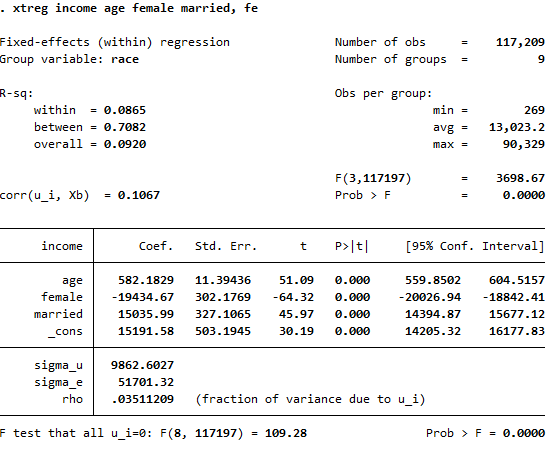 . xtreg income age female married, fe
Fixed-effects (within) regression Number of obs = 117,209
Group variable: race Number of groups = 9
R-sq: Obs per group:
within = 0.0865 min = 269
between = 0.7082 avg = 13,023.2
overall = 0.0920 max = 90,329
F(3,117197) = 3698.67
corr(u_i, Xb) = 0.1067 Prob > F = 0.0000
income Coef. Std. Err. t P>|t| [95% Conf. Interval]
age 582.1829 11.39436 51.09 0.000 559.8502 604.5157
female -19434.67 302.1769 -64.32 0.000 -20026.94 -18842.41
married 15035.99 327.1065 45.97 0.000 14394.87 15677.12
_cons 15191.58 503.1945 30.19 0.000 14205.32 16177.83
sigma_u 9862.6027
sigma_e 51701.32
rho .03511209 (fraction of variance due to u_i)
F test that all u_i=0: F(8, 117197) = 109.28 Prob > F = 0.0000